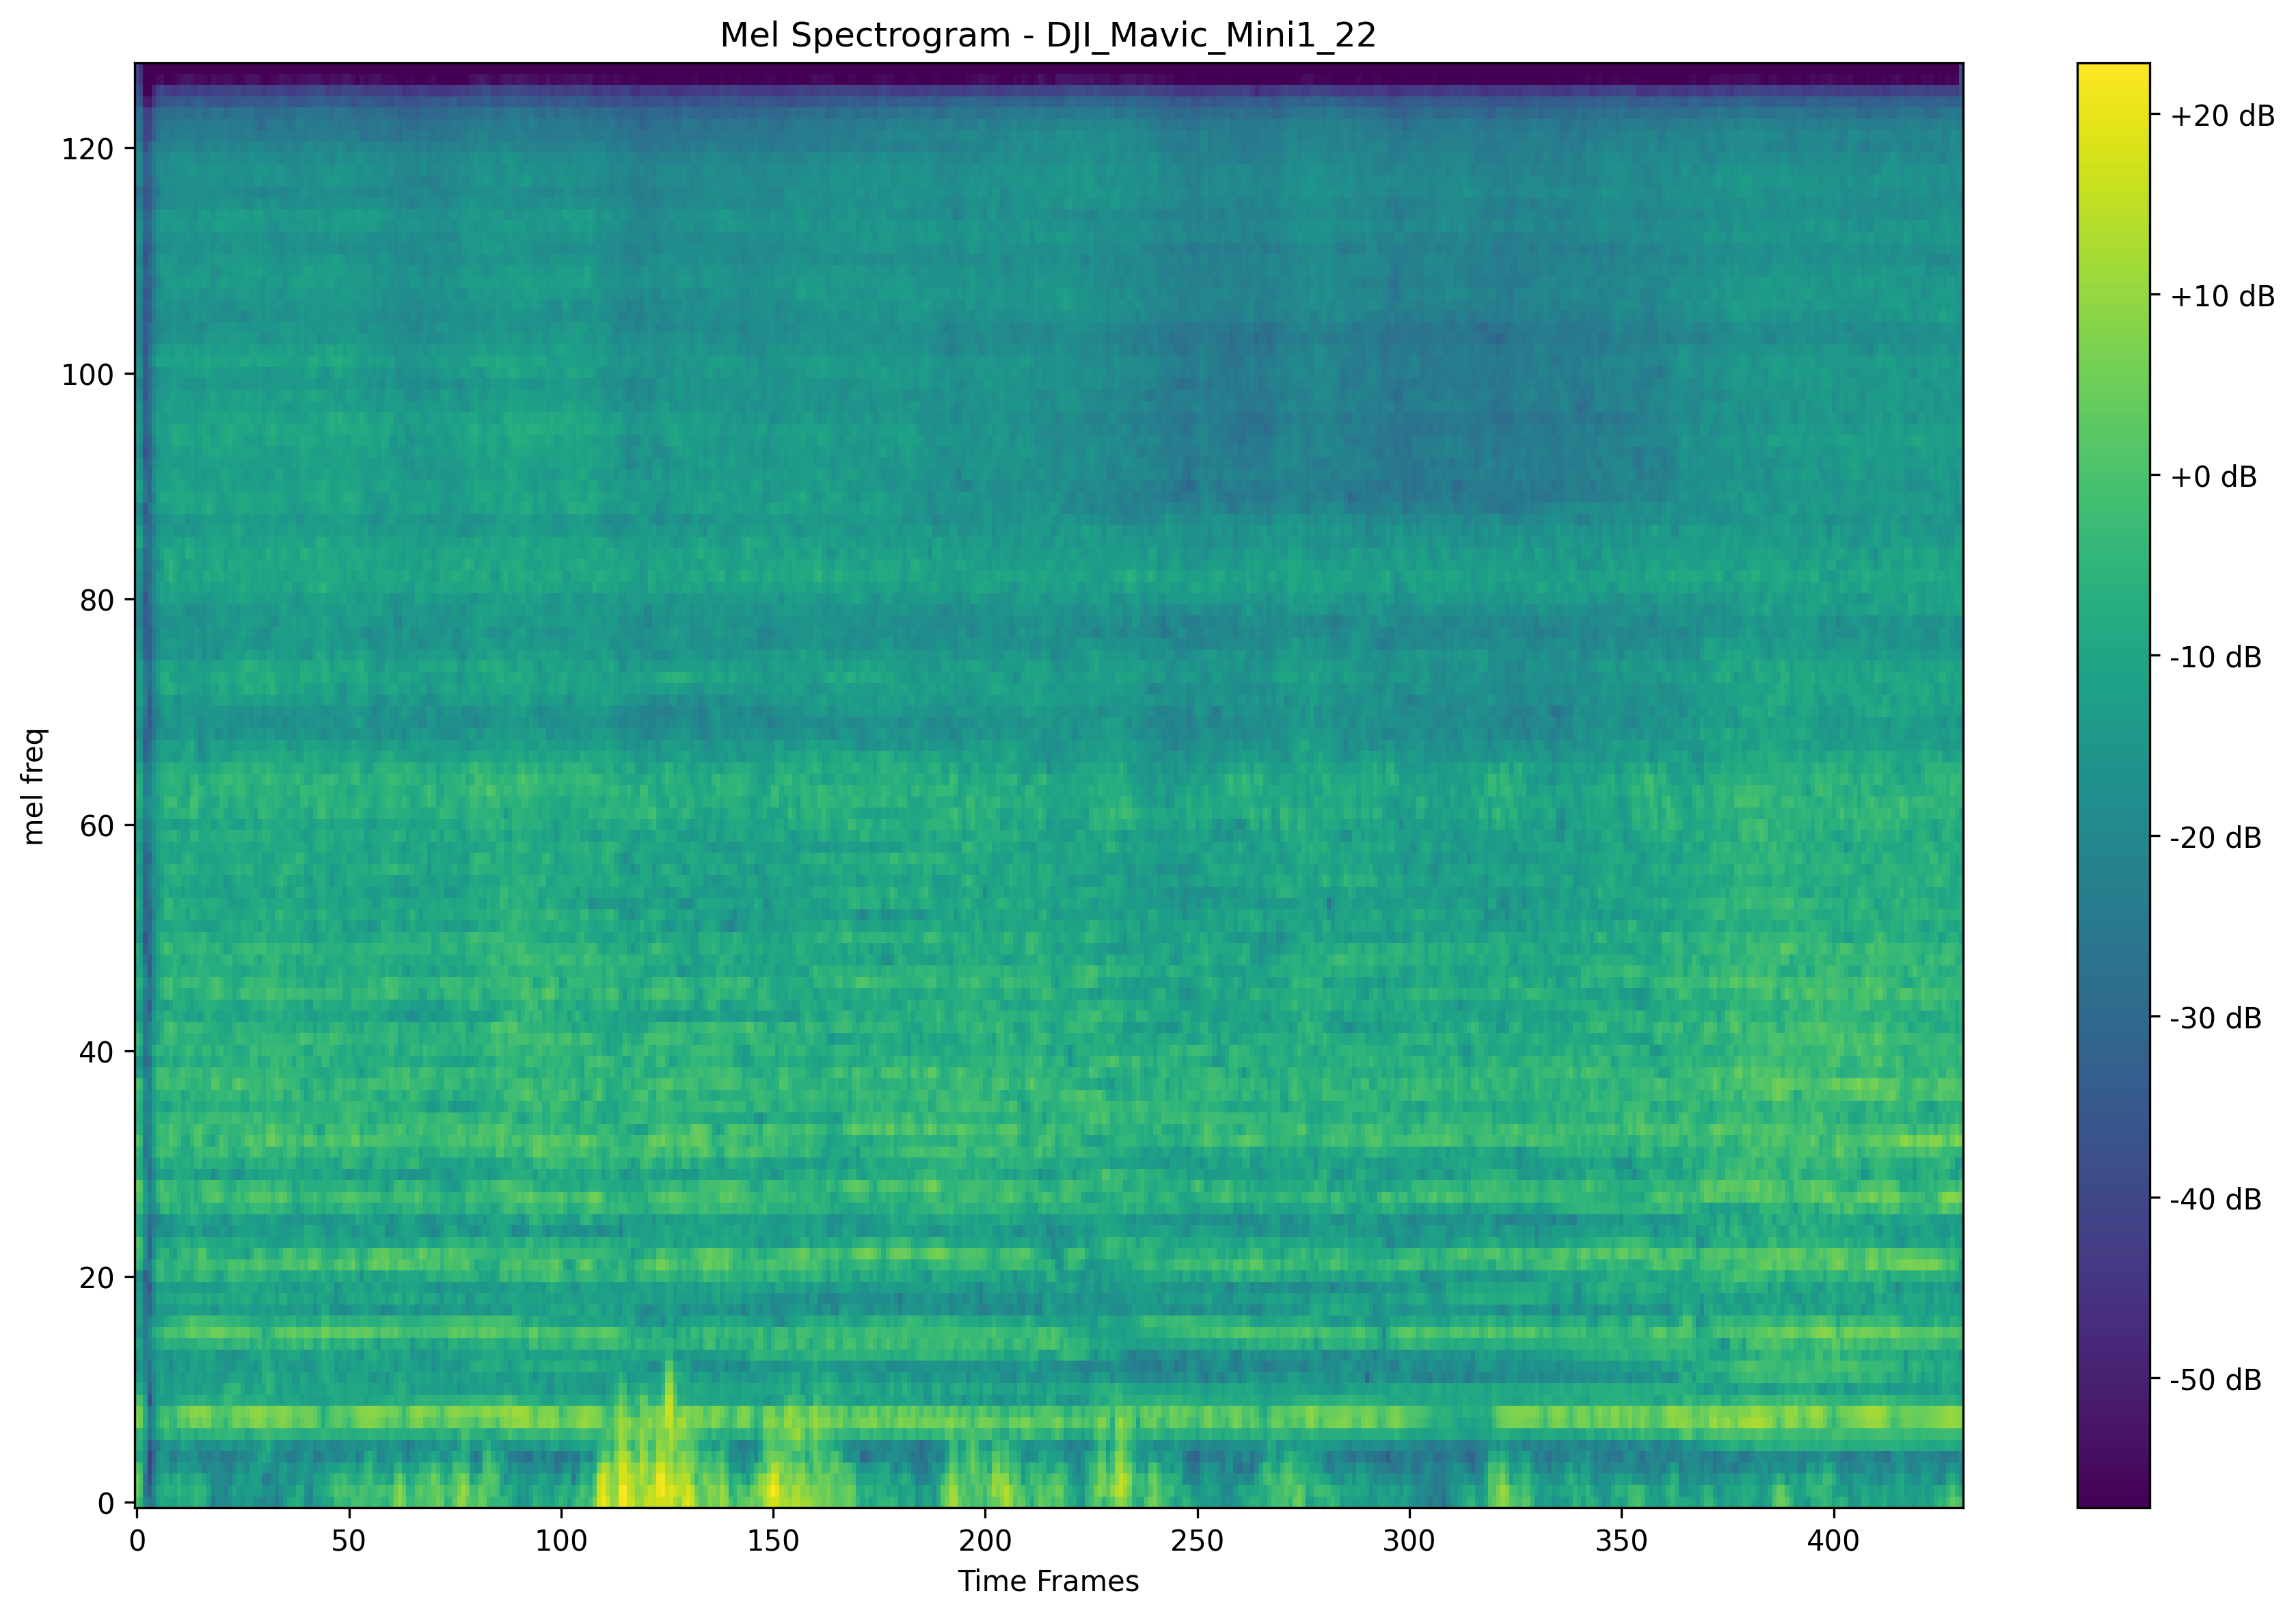 Mel Spectrogram - DJI_Mavic_Mini1_22
mel freq
120
100
80
60
40
20
0
0 50 100 150 200 250 300 350 400
Time Frames
+20 dB
+10 dB
+0 dB
-10 dB
-20 dB
-30 dB
-40 dB
-50 dB